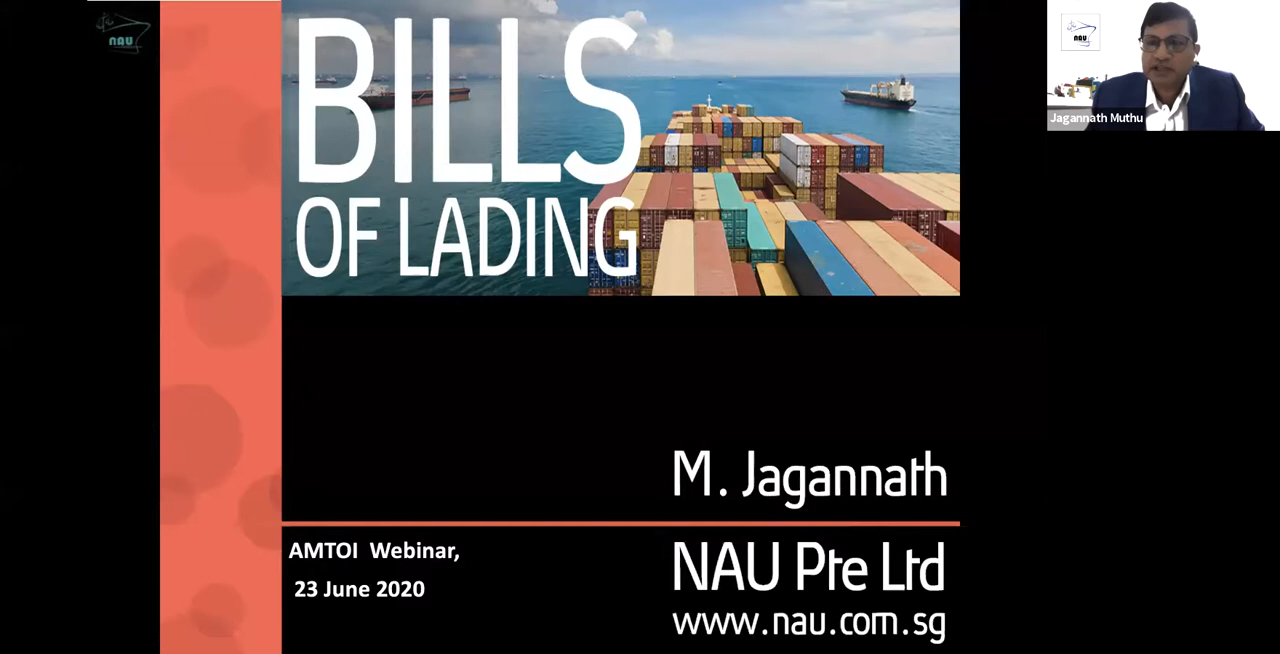 nau
BILLS
OF LADING
nau
Jagannath Muthu
M. Jagannath
AMTOI Webinar,
23 June 2020
NAU Pte Ltd
www.nau.com.sg